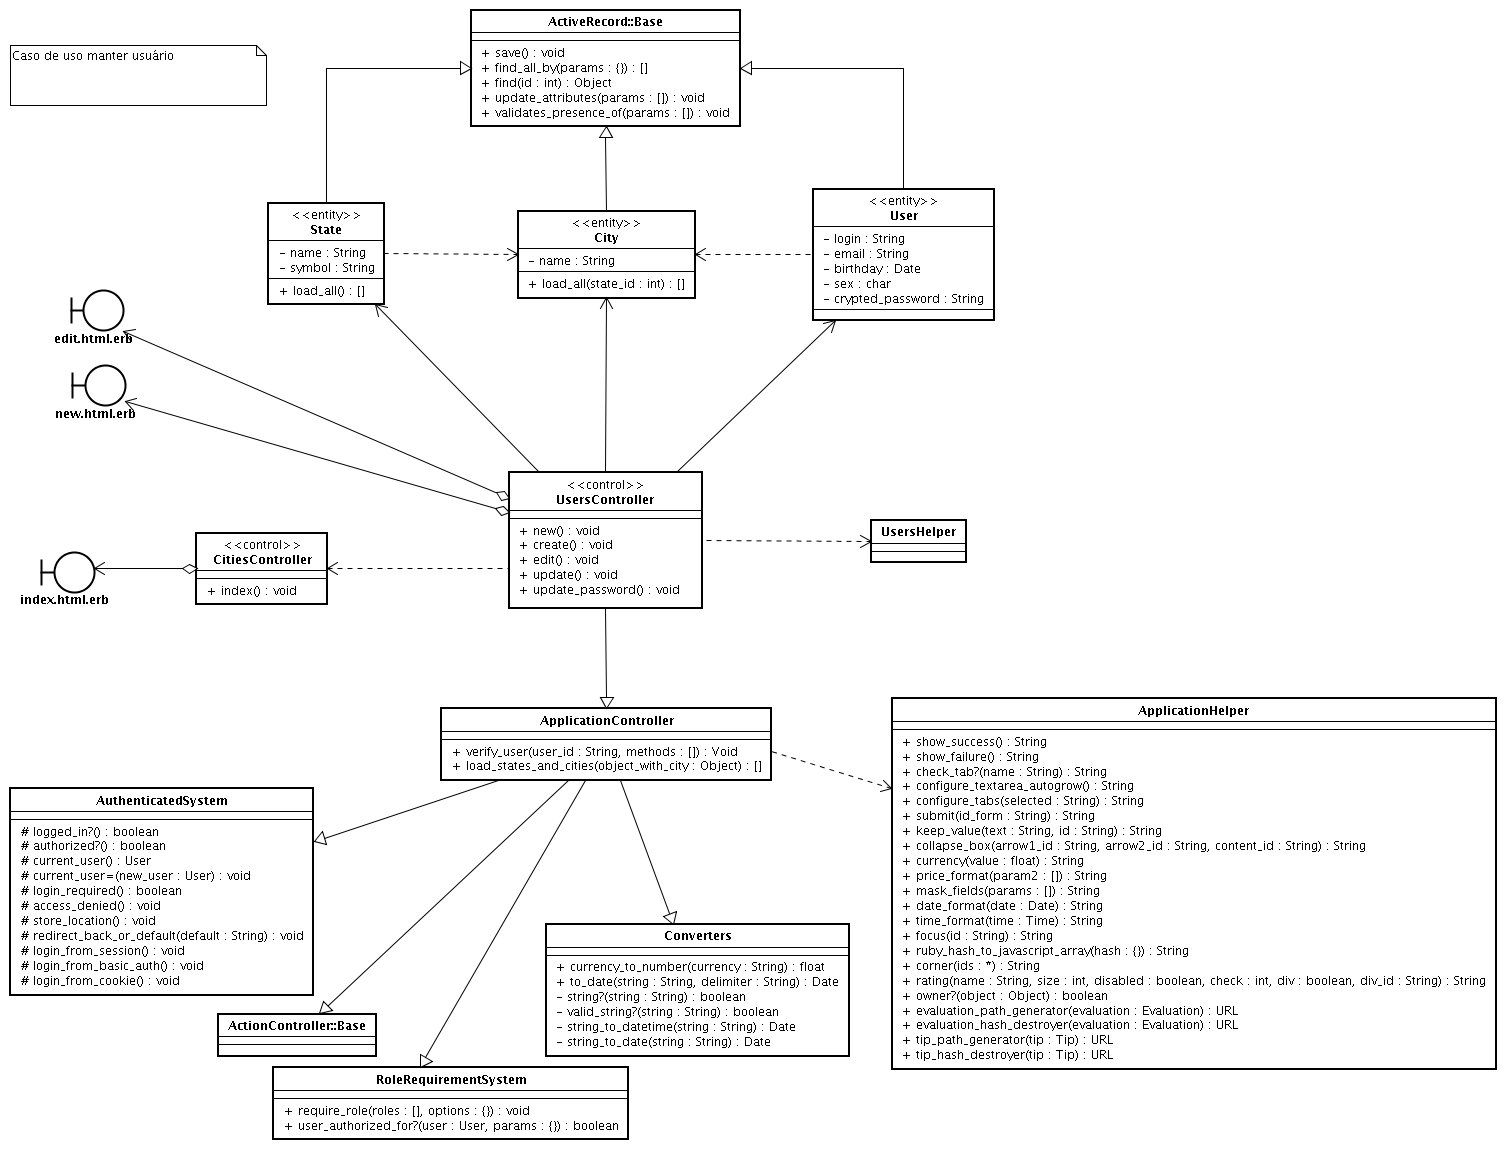 Caso de uso manter usuário
ActiveRecord::Base
+ save() : void
+ find_all_by(params : {}) : []
+ find(id : int) : Object
+ update_attributes(params : []) : void
+ validates_presence_of(params : []) : void
<<entity>>
State
− name : String
− symbol : String
+ load_all() : []
<<entity>>
City
− name : String
+ load_all(state_id : int) : []
<<entity>>
User
− login : String
− email : String
− birthday : Date
− sex : char
− crypted_password : String
edit.html.erb
new.html.erb
index.html.erb
<<control>>
CitiesController
+ index() : void
<<control>>
UsersController
+ new() : void
+ create() : void
+ edit() : void
+ update() : void
+ update_password() : void
UsersHelper
ApplicationController
+ verify_user(user_id : String, methods : []) : Void
+ load_states_and_cities(object_with_city : Object) : []
ApplicationHelper
+ show_success() : String
+ show_failure() : String
+ check_tab?(name : String) : String
+ configure_textarea_autogrow() : String
+ configure_tabs(selected : String) : String
+ submit(id_form : String) : String
+ keep_value(text : String, id : String) : String
+ collapse_box(arrow1_id : String, arrow2_id : String, content_id : String) : String
+ currency(value : float) : String
+ price_format(param2 : []) : String
+ mask_fields(params : []) : String
+ date_format(date : Date) : String
+ time_format(time : Time) : String
+ focus(id : String) : String
+ ruby_hash_to_javascript_array(hash : {}) : String
+ corner(ids : *) : String
+ rating(name : String, size : int, disabled : boolean, check : int, div : boolean, div_id : String) : String
+ owner?(object : Object) : boolean
+ evaluation_path_generator(evaluation : Evaluation) : URL
+ evaluation_hash_destroyer(evaluation : Evaluation) : URL
+ tip_path_generator(tip : Tip) : URL
+ tip_hash_destroyer(tip : Tip) : URL
AuthenticatedSystem
# logged_in?() : boolean
# authorized?() : boolean
# current_user() : User
# current_user=(new_user : User) : void
# login_required() : boolean
# access_denied() : void
# store_location() : void
# redirect_back_or_default(default : String) : void
# login_from_session() : void
# login_from_basic_auth() : void
# login_from_cookie() : void
Converters
+ currency_to_number(currency : String) : float
+ to_date(string : String, delimiter : String) : Date
− string?(string : String) : boolean
− valid_string?(string : String) : boolean
− string_to_datetime(string : String) : Date
− string_to_date(string : String) : Date
ActionController::Base
RoleRequirementSystem
+ require_role(roles : [], options : {}) : void
+ user_authorized_for?(user : User, params : {}) : boolean